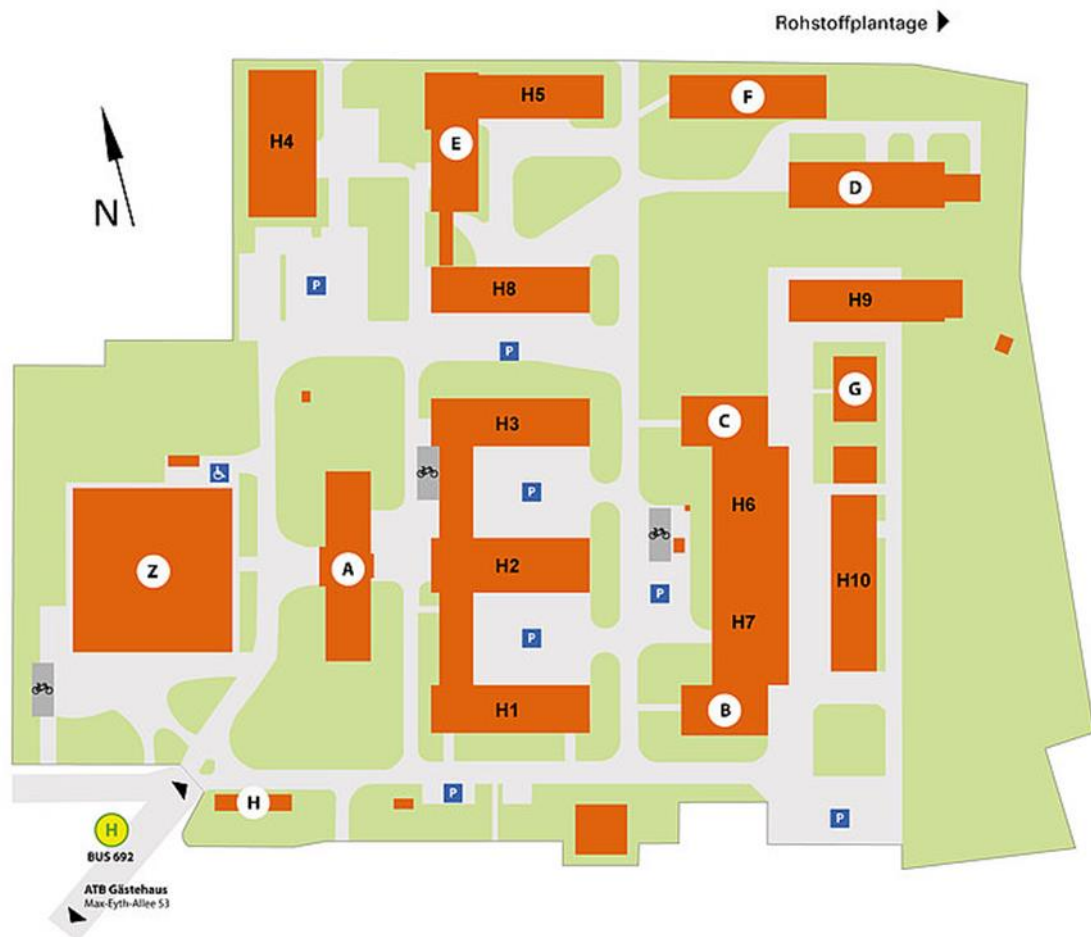 Rohstoffplantage
H5
F
H4
E
N
D
P
H8
H9
P
G
H3
C
P
H6
Z
A
H2
H10
P
H7
P
H1
B
H
P
P
H
BUS 692
ATB Gästehaus
Max-Eyth-Allee 53